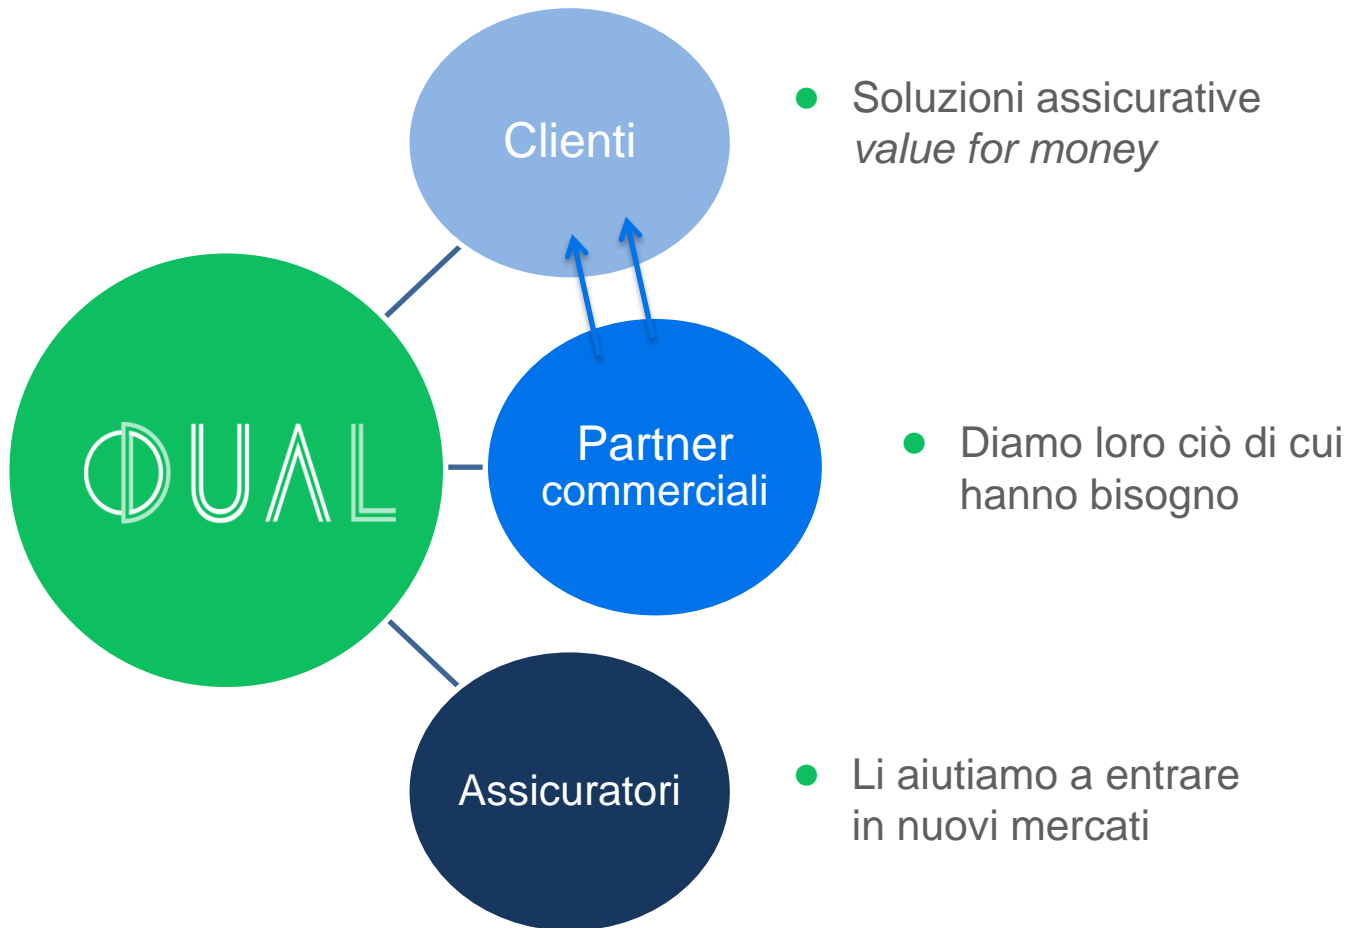 Clienti
Soluzioni assicurative
value for money
DUAL
Partner
commerciali
Diamo loro ciò di cui
hanno bisogno
Assicuratori
Li aiutiamo a entrare
in nuovi mercati